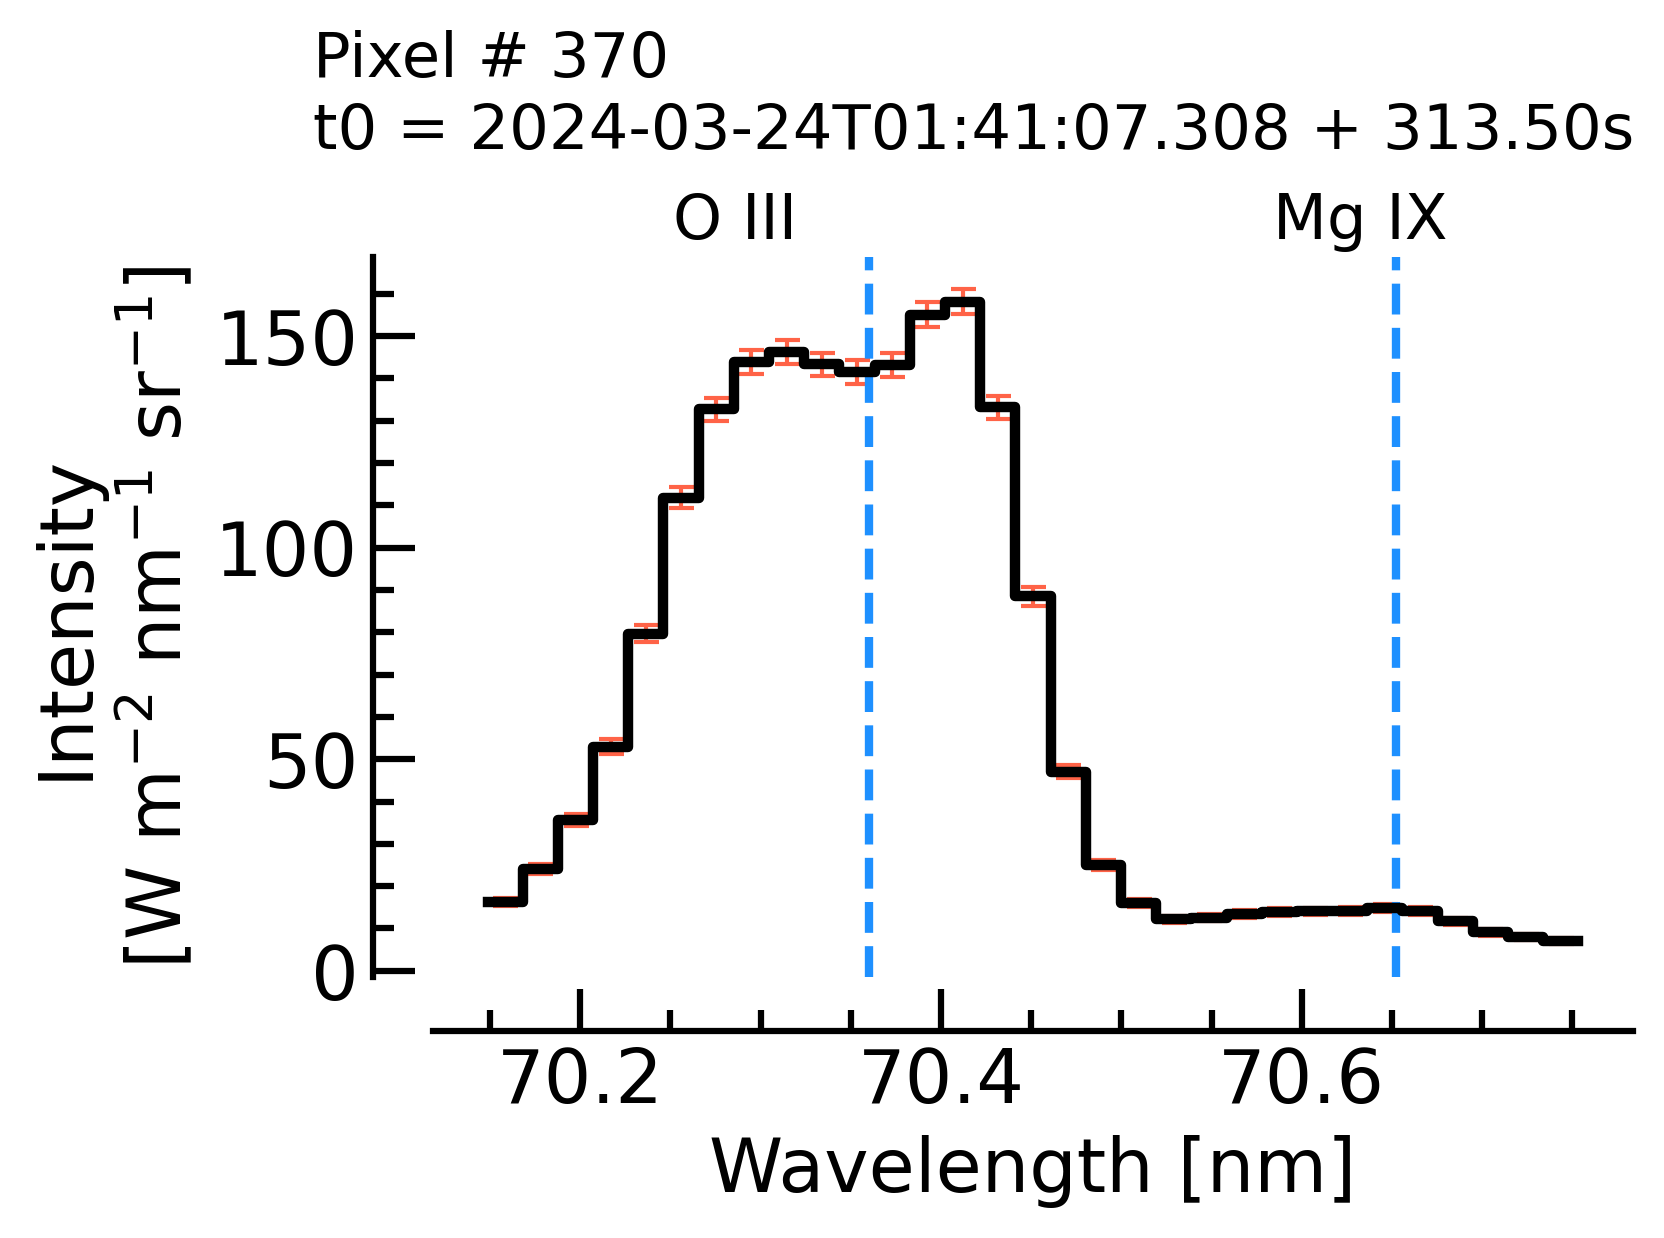 Pixel # 370
t0 = 2024-03-24T01:41:07.308 + 313.50s
O III
Mg IX
Intensity
[W m⁻² nm⁻¹ sr⁻¹]
150
100
50
0
70.2
70.4
70.6
Wavelength [nm]